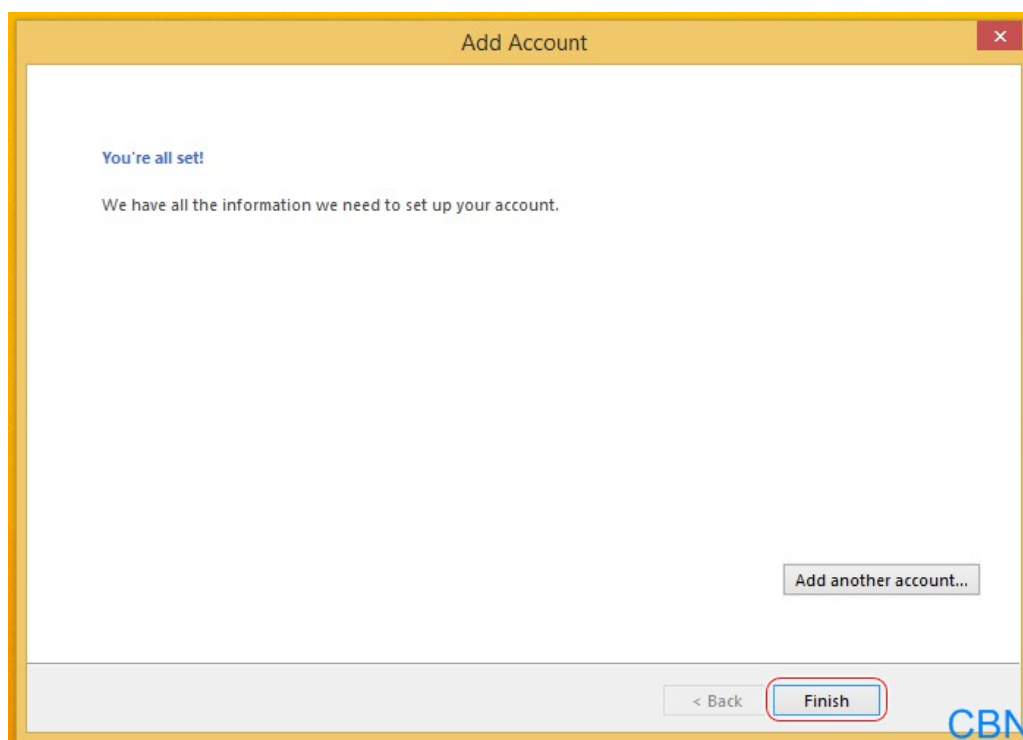 Add Account
You're all set!
We have all the information we need to set up your account.
Add another account...
< Back
Finish
CBN